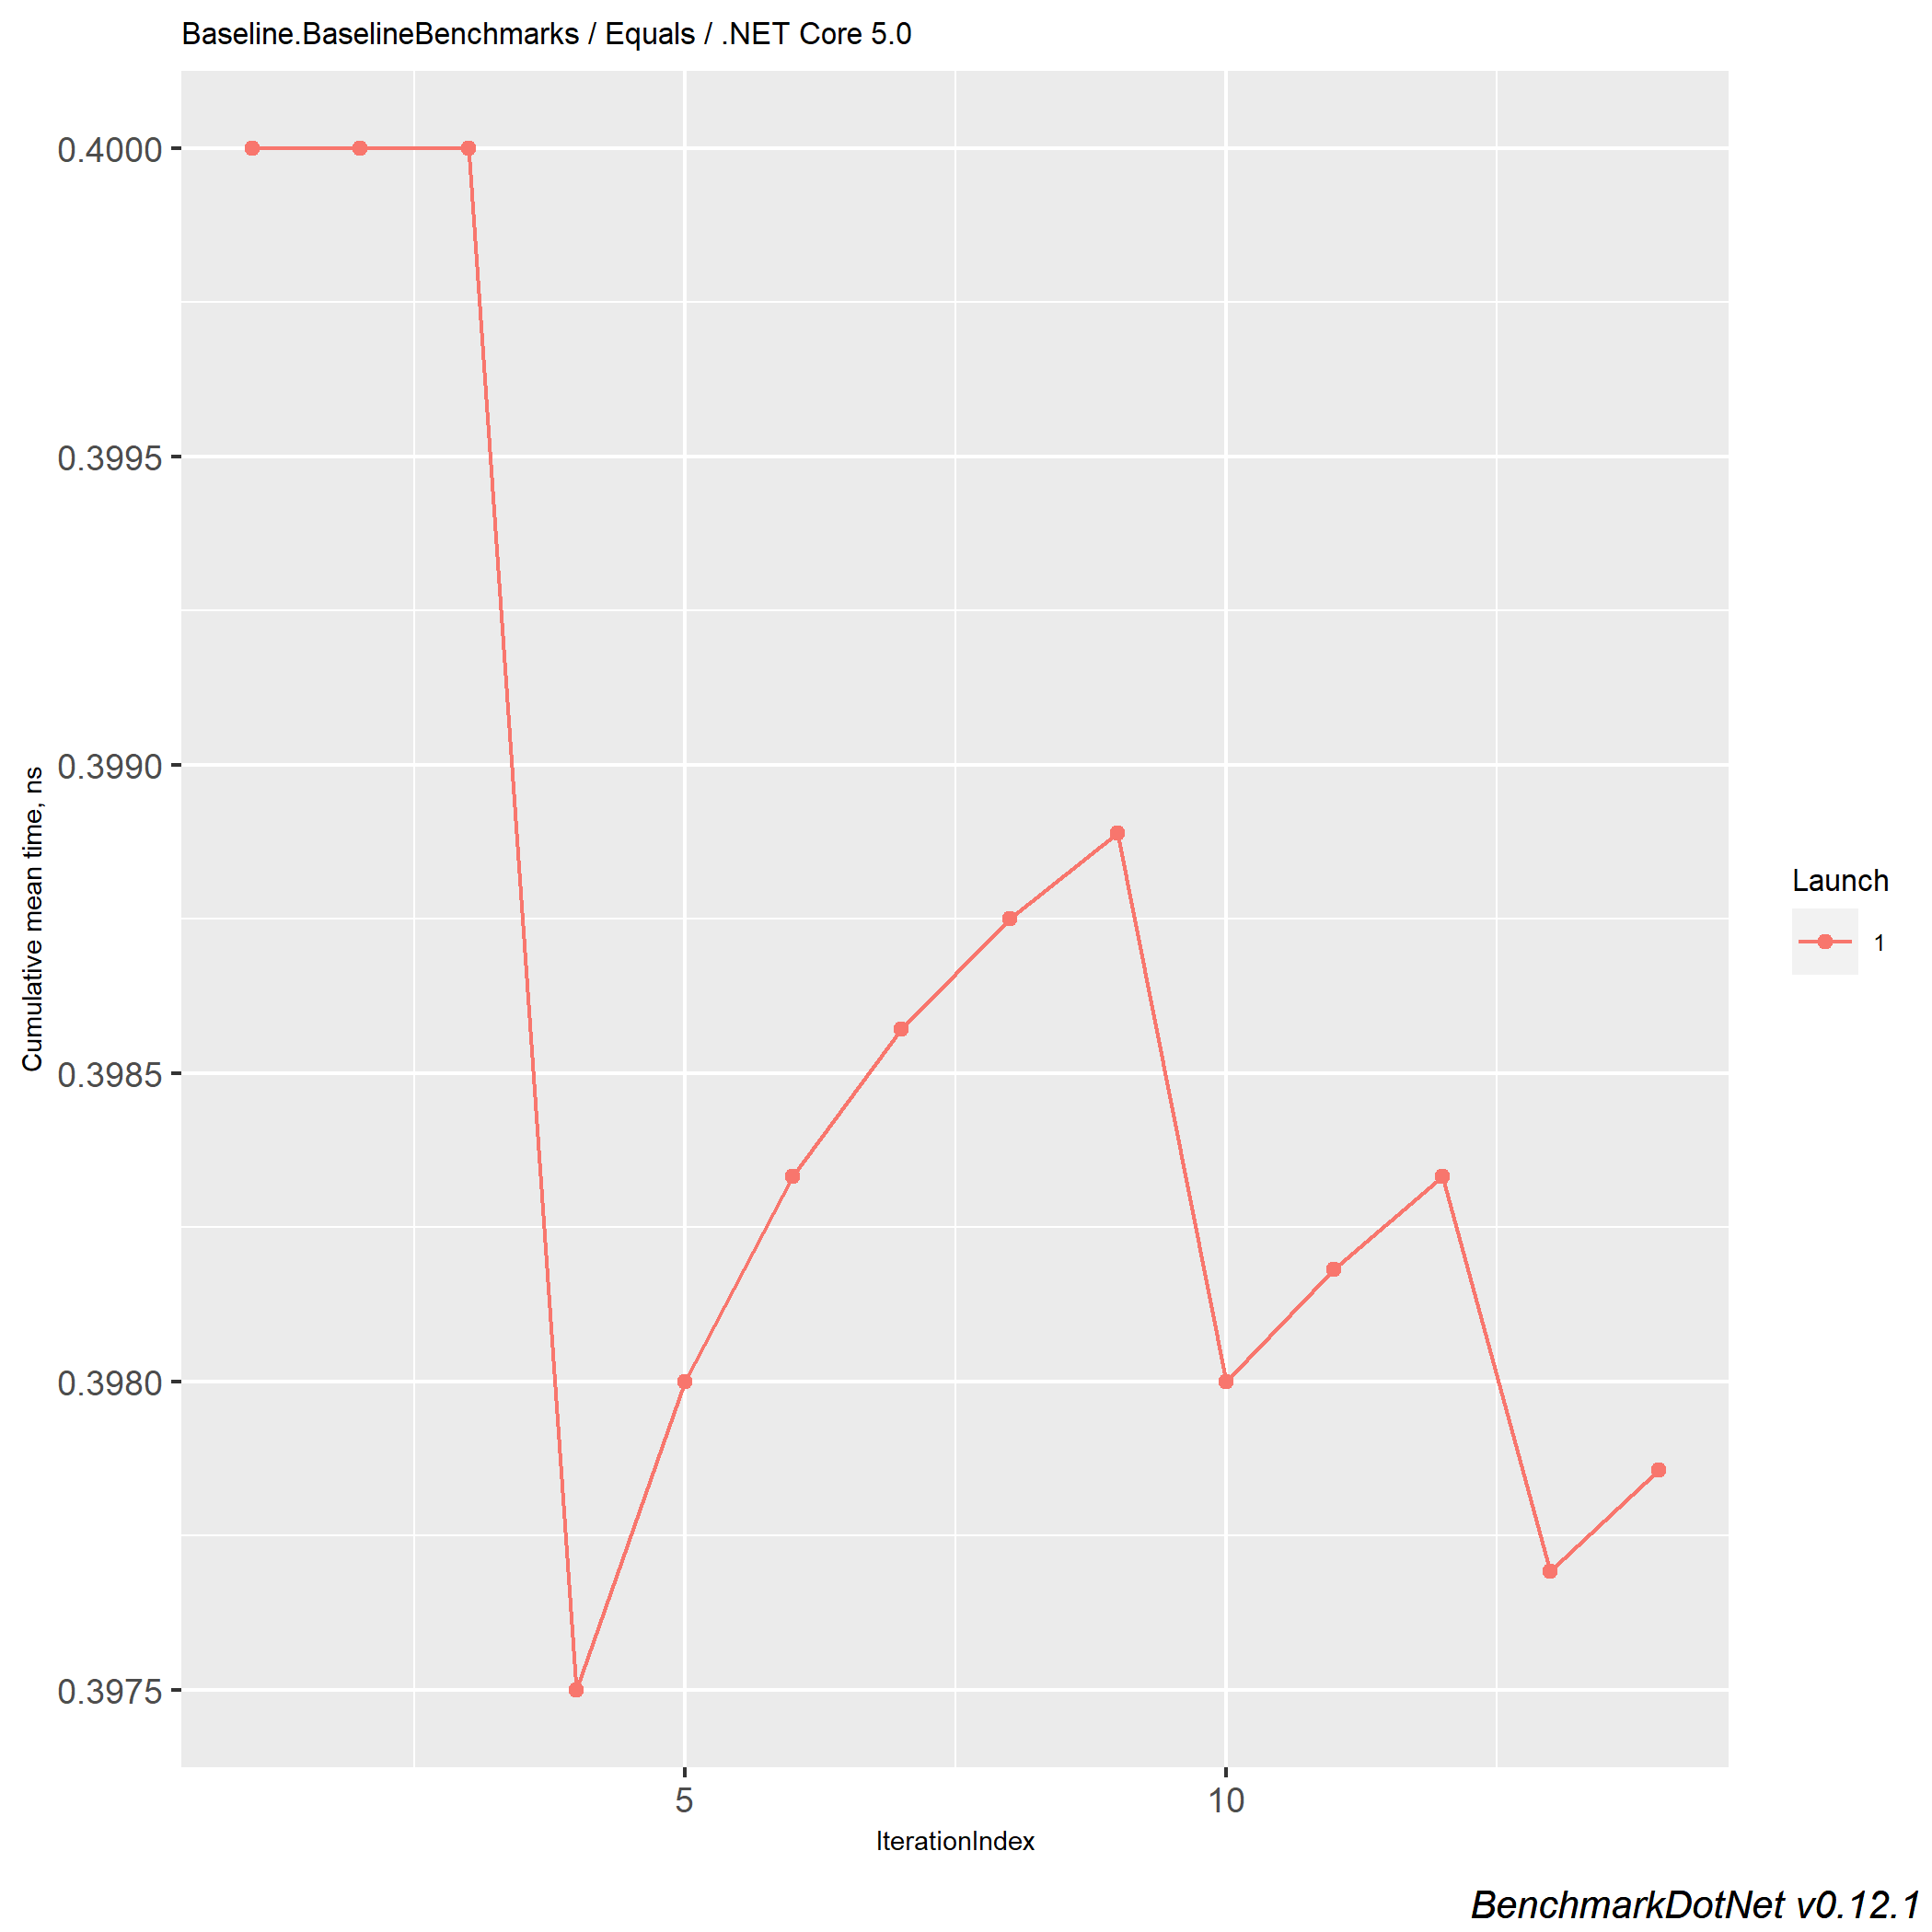 Baseline.BaselineBenchmarks / Equals / .NET Core 5.0
Cumulative mean time, ns
0.4000
0.3995
0.3990
0.3985
0.3980
0.3975
5
10
IterationIndex
Launch
1
BenchmarkDotNet v0.12.1